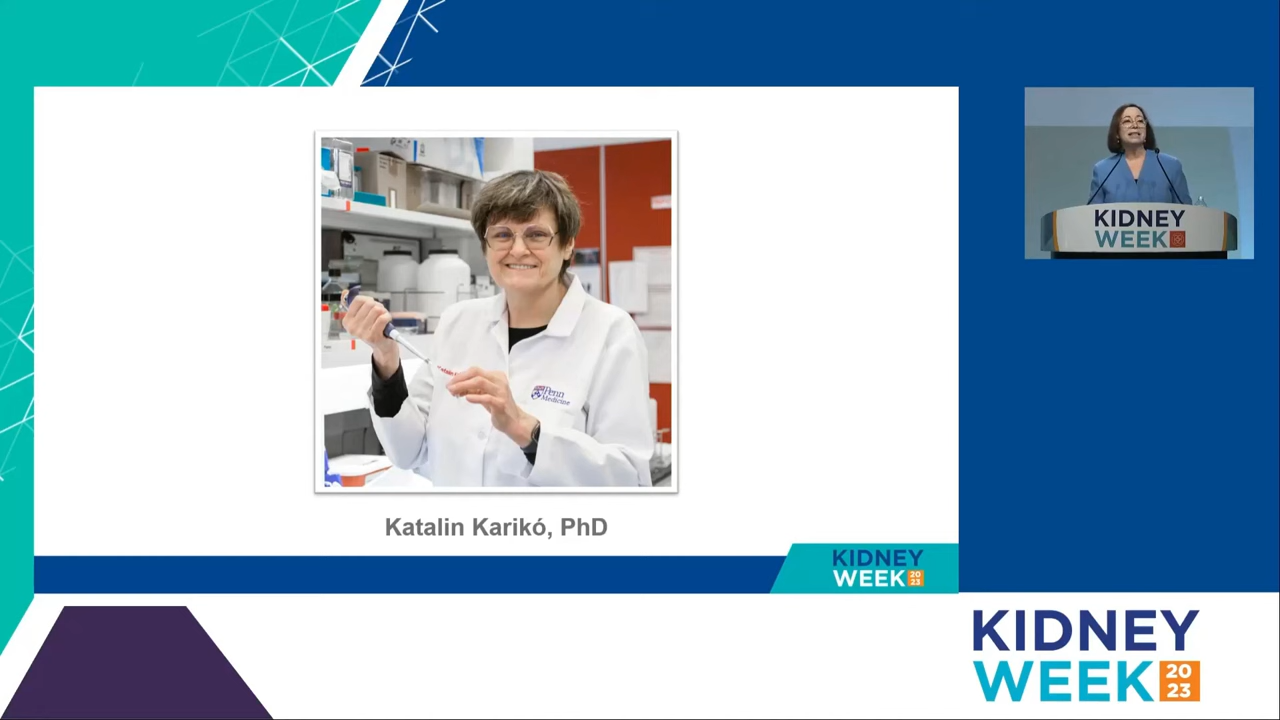 Penn
Medicine
Katalin Karikó, PhD
KIDNEY
WEEK 20
23
KIDNEY
WEEK
KIDNEY
WEEK 20
23